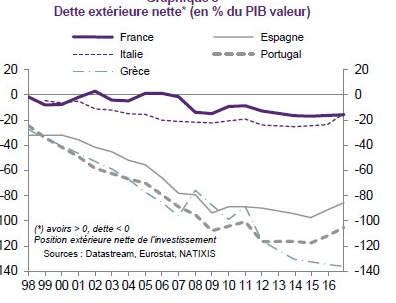 Dette extérieure nette* (en % du PIB valeur)
France
Espagne
Italie
Portugal
Grèce
20 20
0 0
-20 -20
-40 -40
-60 -60
-80 -80
-100 -100
-120 -120
-140 -140
(*) avoirs > 0, dette < 0
Position extérieure nette de l'investissement
Sources : Datastream, Eurostat, NATIXIS
98 99 00 01 02 03 04 05 06 07 08 09 10 11 12 13 14 15 16